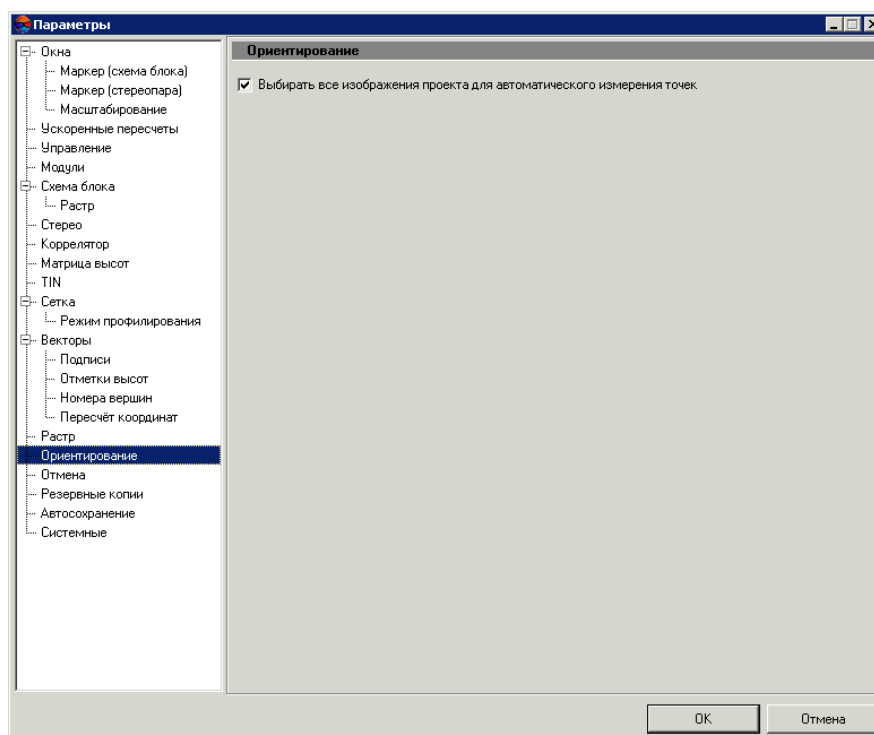 Параметры
Окна
Маркер (схема блока)
Маркер (стереопара)
Масштабирование
Ускоренные пересчеты
Управление
Модули
Схема блока
Растр
Стерео
Коррелятор
Матрица высот
TIN
Сетка
Режим профилирования
Векторы
Подписи
Отметки высот
Номера вершин
Пересчёт координат
Растр
Ориентирование
Отмена
Резервные копии
Автосохранение
Системные
Ориентирование
Выбирать все изображения проекта для автоматического измерения точек
OK
Отмена